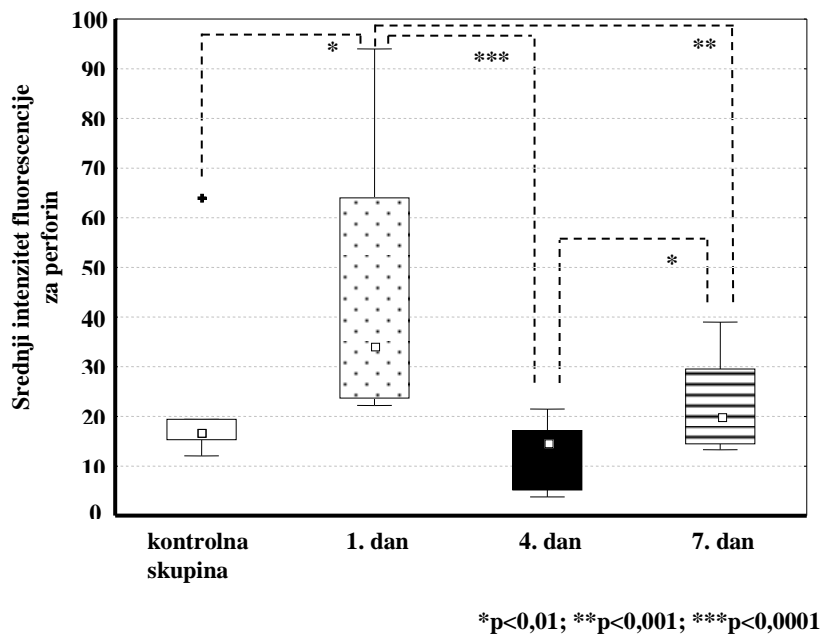 Srednji intenzitet fluorescencije
za perforin
100
90
80
70
60
50
40
30
20
10
0
*
***
**
*
kontrolna
skupina
1. dan
4. dan
7. dan
*p<0,01; **p<0,001; ***p<0,0001